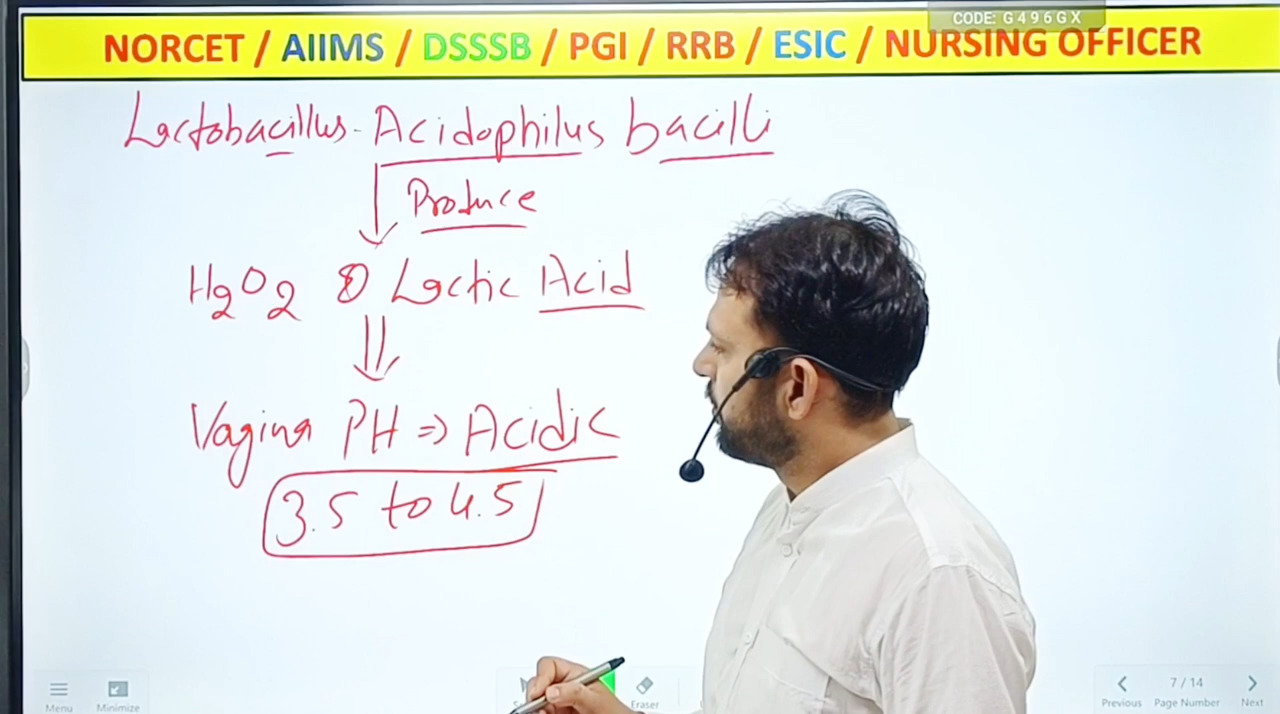 CODE: G496GX
NORCET / AIIMS / DSSSB / PGI / RRB / ESIC / NURSING OFFICER
Lactobacillus - Acidophilus bacilli
Produce
H2O2 & Lactic Acid
Vagina PH => Acidic
3.5 to 4.5
Menu
Minimize
Eraser
Previous
7 / 14
Page Number
Next